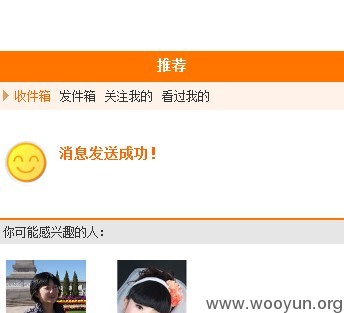 推荐
收件箱 发件箱 关注我的 看过我的
消息发送成功！
你可能感兴趣的人：
www.wooyun.org